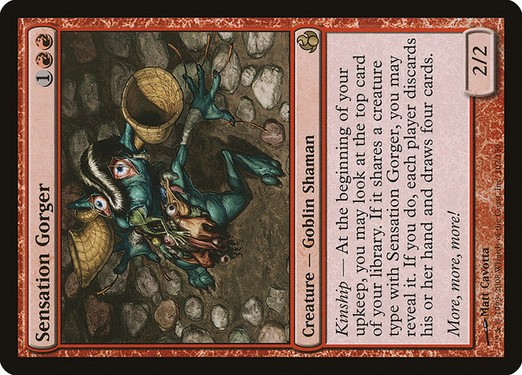 Sensation Gorger
1
Creature — Goblin Shaman
Kinship — At the beginning of your
upkeep, you may look at the top card
of your library. If it shares a creature
type with Sensation Gorger, you may
reveal it. If you do, each player discards
his or her hand and draws four cards.
More, more, more!
2/2
Matt Cavotta